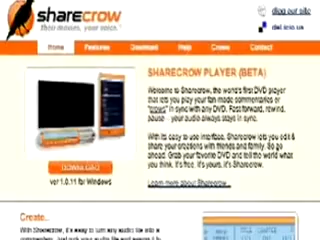 sharecrow
Their movies, your voice.
digg our site
del icio us
Home Features Download Help Crows Contact
SHARECROW PLAYER (BETA)
Welcome to Sharecrow, the world's first DVD player
that lets you play your fan made commentaries or
"crows" in sync with any DVD. Fast forward, rewind,
pause - your audio always stays in sync.
With its easy to use interface, Sharecrow lets you edit &
share your creations with friends and family. So go
ahead. Grab your favorite DVD and tell the world what
you think. It's free, it's yours, it's Sharecrow.
Learn more about Sharecrow...
DOWNLOAD
ver 1.0.11 for Windows
Create..
With Sharecrow, it's easy to turn any audio file into a